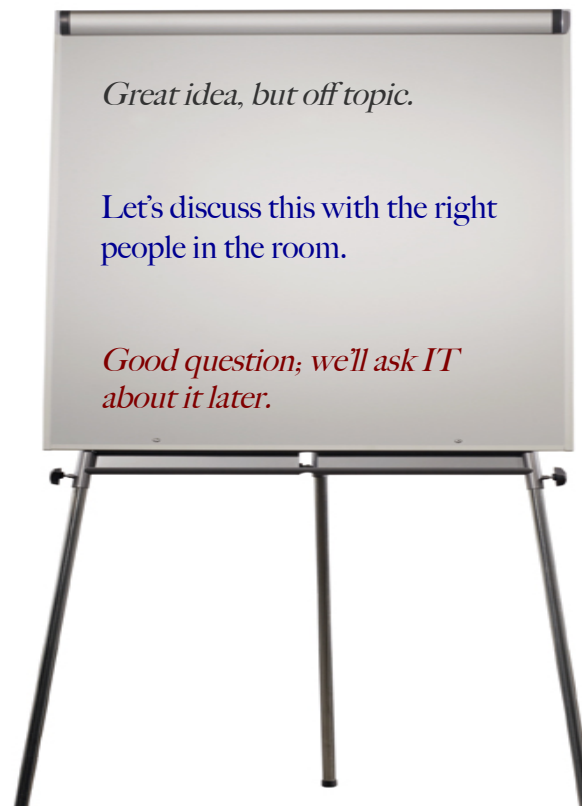 Great idea, but off topic.
Let's discuss this with the right
people in the room.
Good question; we'll ask IT
about it later.